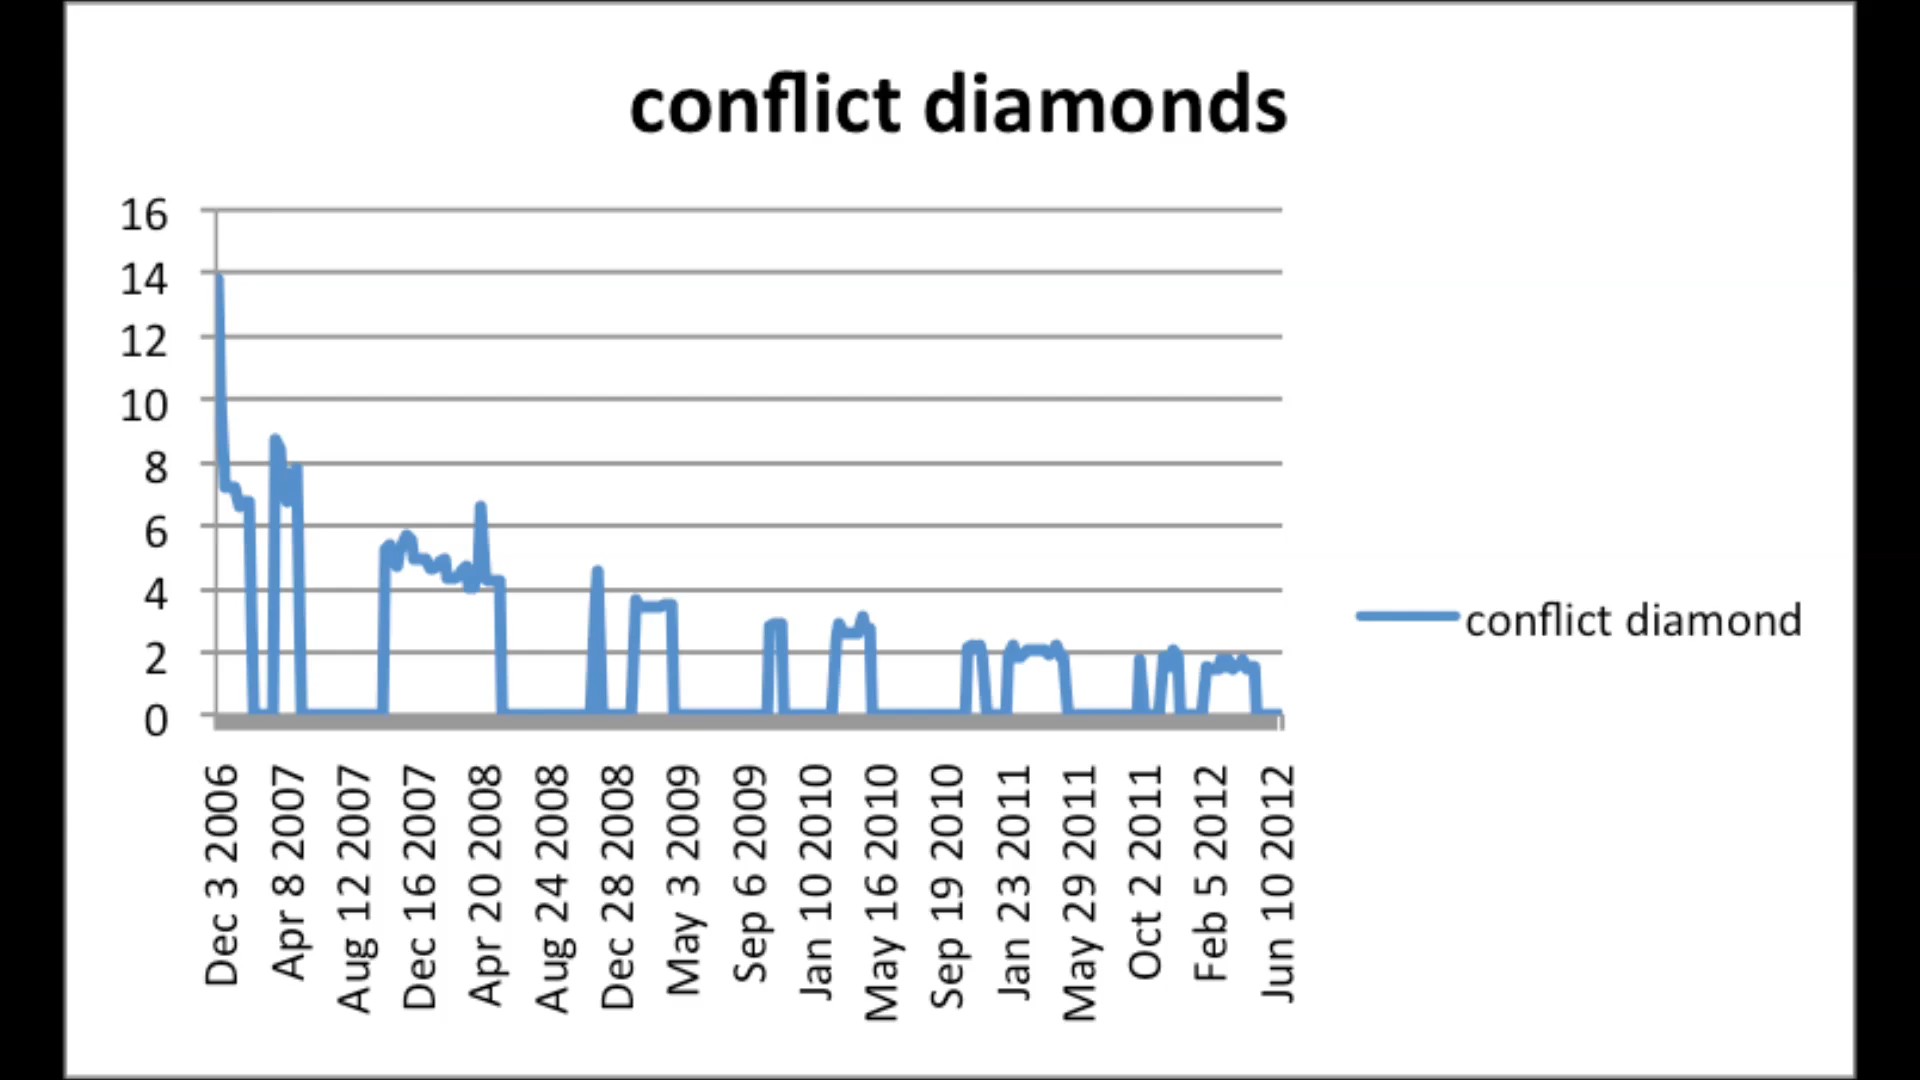 conflict diamonds
16
14
12
10
8
6
4
2
0
conflict diamond
Dec 3 2006
Apr 8 2007
Aug 12 2007
Dec 16 2007
Apr 20 2008
Aug 24 2008
Dec 28 2008
May 3 2009
Sep 6 2009
Jan 10 2010
May 16 2010
Sep 19 2010
Jan 23 2011
May 29 2011
Oct 2 2011
Feb 5 2012
Jun 10 2012